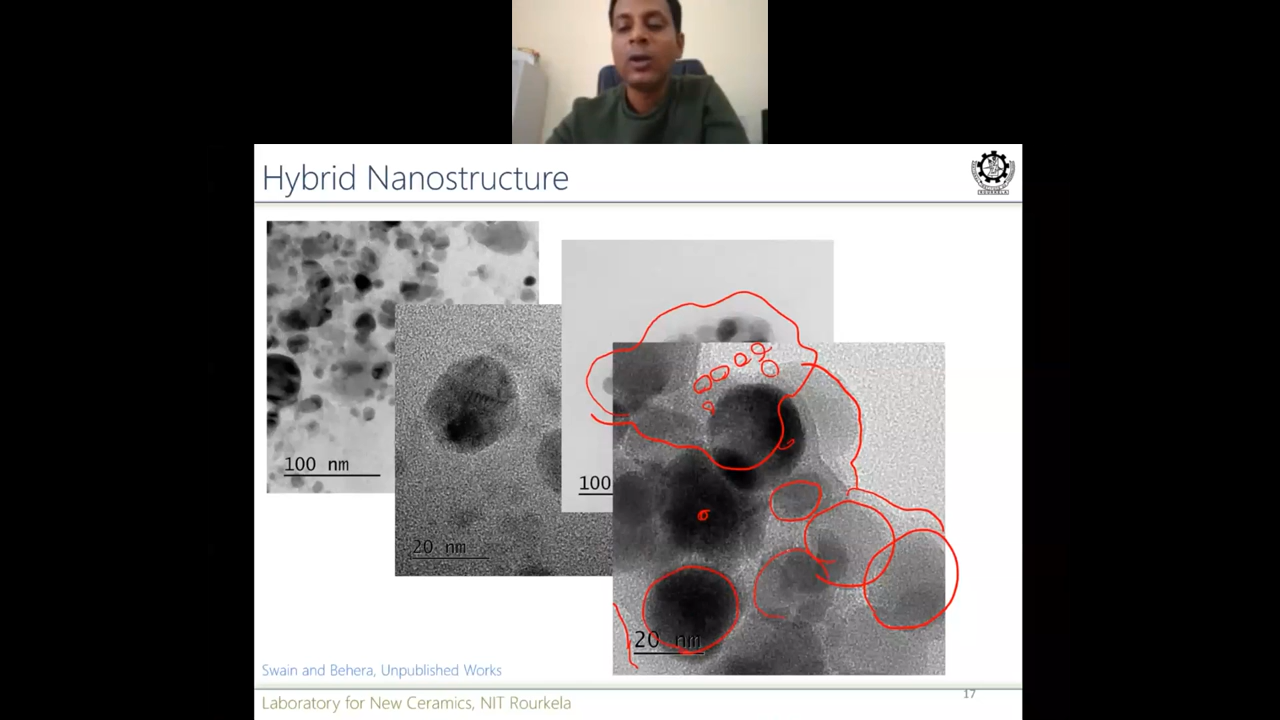 Hybrid Nanostructure
100 nm
20 nm
100
20 nm
Swain and Behera, Unpublished Works
Laboratory for New Ceramics, NIT Rourkela
17